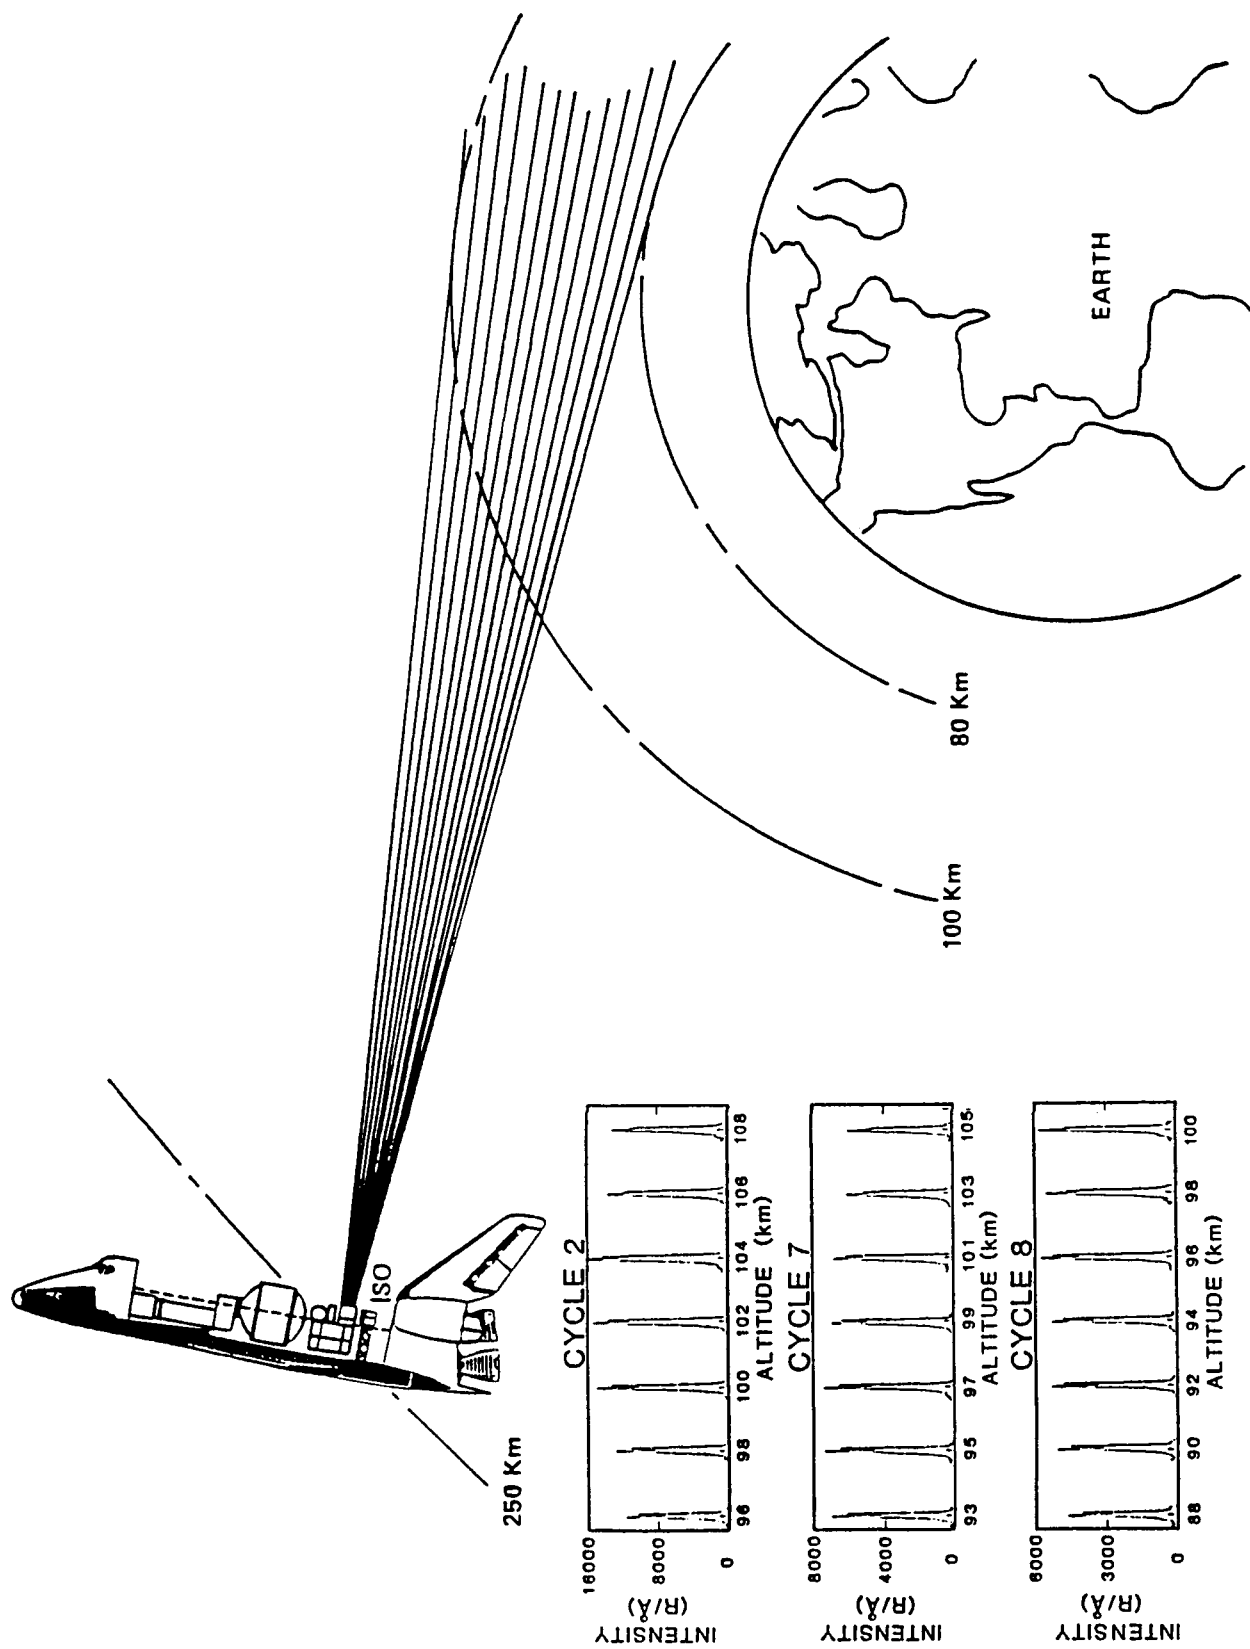 EARTH
80 Km
100 Km
250 Km
ISO
CYCLE 2
INTENSITY
(R/Å)
16000
8000
0
96 98 100 102 104 106 108
ALTITUDE (km)
CYCLE 7
INTENSITY
(R/Å)
8000
4000
0
93 95 97 99 101 103 105
ALTITUDE (km)
CYCLE 8
INTENSITY
(R/Å)
6000
3000
0
88 90 92 94 96 98 100
ALTITUDE (km)